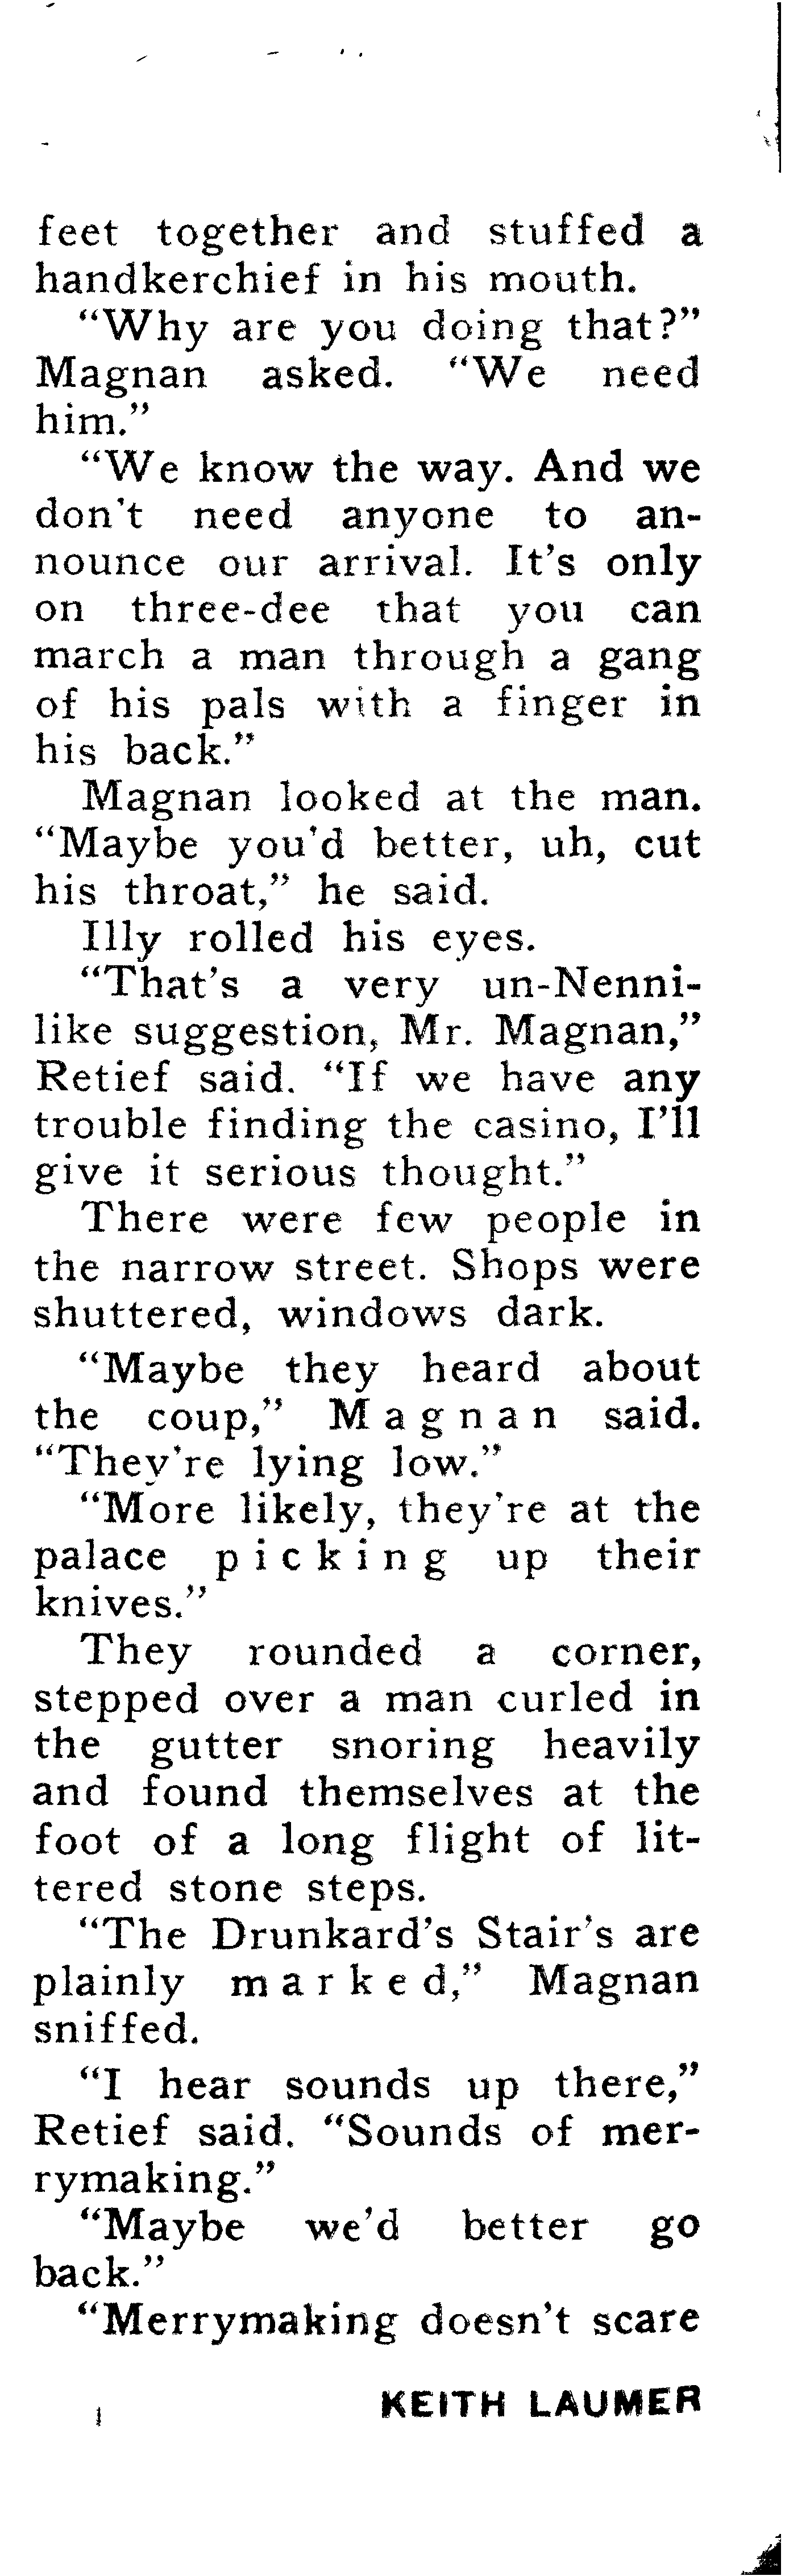 feet together and stuffed a
handkerchief in his mouth.
“Why are you doing that?”
Magnan asked. “We need
him.”
“We know the way. And we
don't need anyone to an-
nounce our arrival. It's only
on three-dee that you can
march a man through a gang
of his pals with a finger in
his back.”
Magnan looked at the man.
“Maybe you'd better, uh, cut
his throat,” he said.
Illy rolled his eyes.
“That's a very un-Nenni-
like suggestion, Mr. Magnan,”
Retief said. “If we have any
trouble finding the casino, I'll
give it serious thought.”
There were few people in
the narrow street. Shops were
shuttered, windows dark.
“Maybe they heard about
the coup,” Magnan said.
“They're lying low.”
“More likely, they're at the
palace picking up their
knives.”
They rounded a corner,
stepped over a man curled in
the gutter snoring heavily
and found themselves at the
foot of a long flight of lit-
tered stone steps.
“The Drunkard's Stair's are
plainly marked,” Magnan
sniffed.
“I hear sounds up there,”
Retief said. “Sounds of mer-
rymaking.”
“Maybe we'd better go
back.”
“Merrymaking doesn't scare
KEITH LAUMER